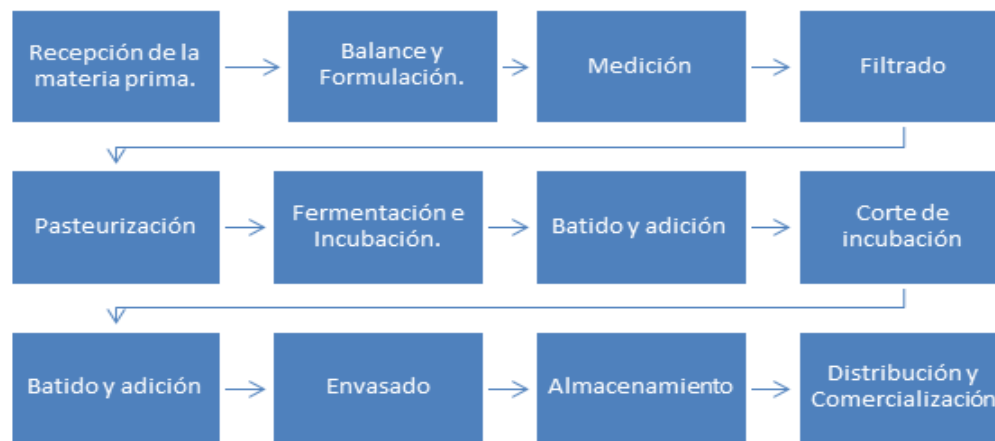 Recepción de la
materia prima.
Balance y
Formulación.
Medición
Filtrado
Pasteurización
Fermentación e
Incubación.
Batido y adición
Corte de
incubación
Batido y adición
Envasado
Almacenamiento
Distribución y
Comercialización